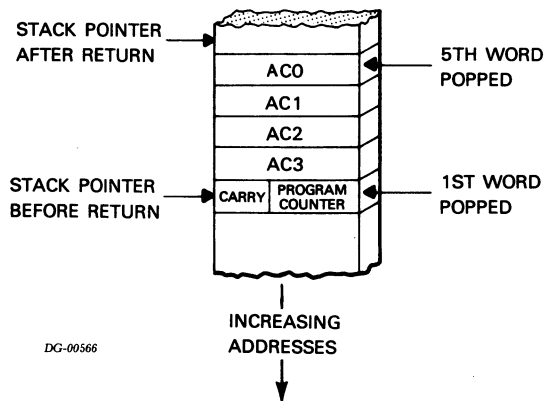 STACK POINTER
AFTER RETURN
5TH WORD
POPPED
AC0
AC1
AC2
AC3
STACK POINTER
BEFORE RETURN
CARRY
PROGRAM
COUNTER
1ST WORD
POPPED
INCREASING
ADDRESSES
DG-00566